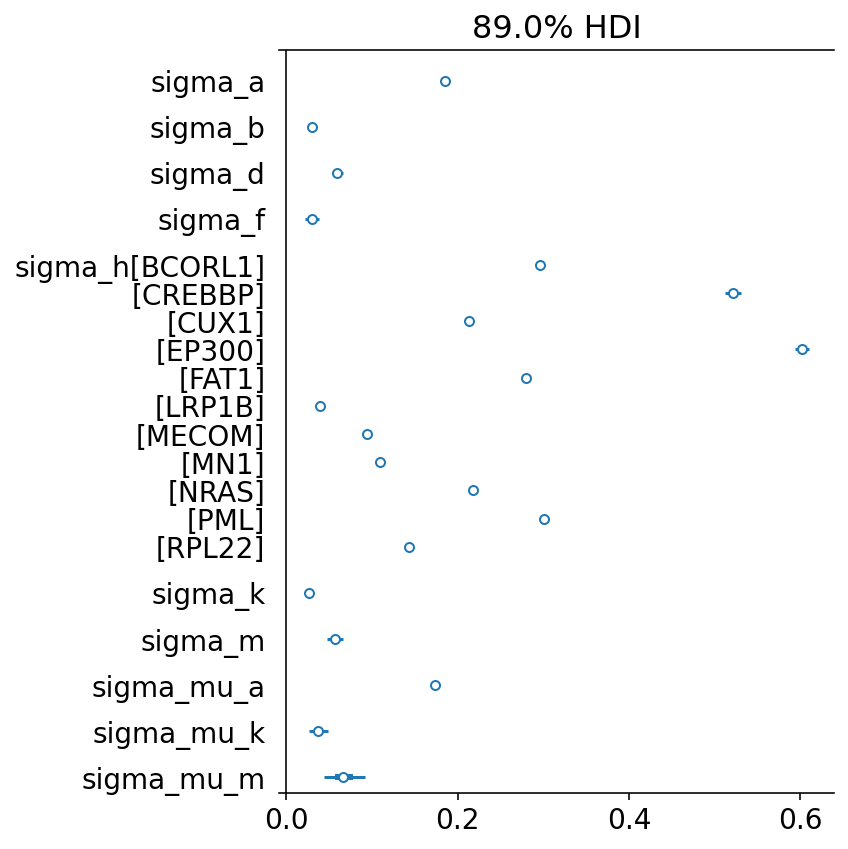 89.0% HDI
sigma_a
sigma_b
sigma_d
sigma_f
sigma_h[BCORL1]
[CREBBP]
[CUX1]
[EP300]
[FAT1]
[LRP1B]
[MECOM]
[MN1]
[NRAS]
[PML]
[RPL22]
sigma_k
sigma_m
sigma_mu_a
sigma_mu_k
sigma_mu_m
0.0 0.2 0.4 0.6